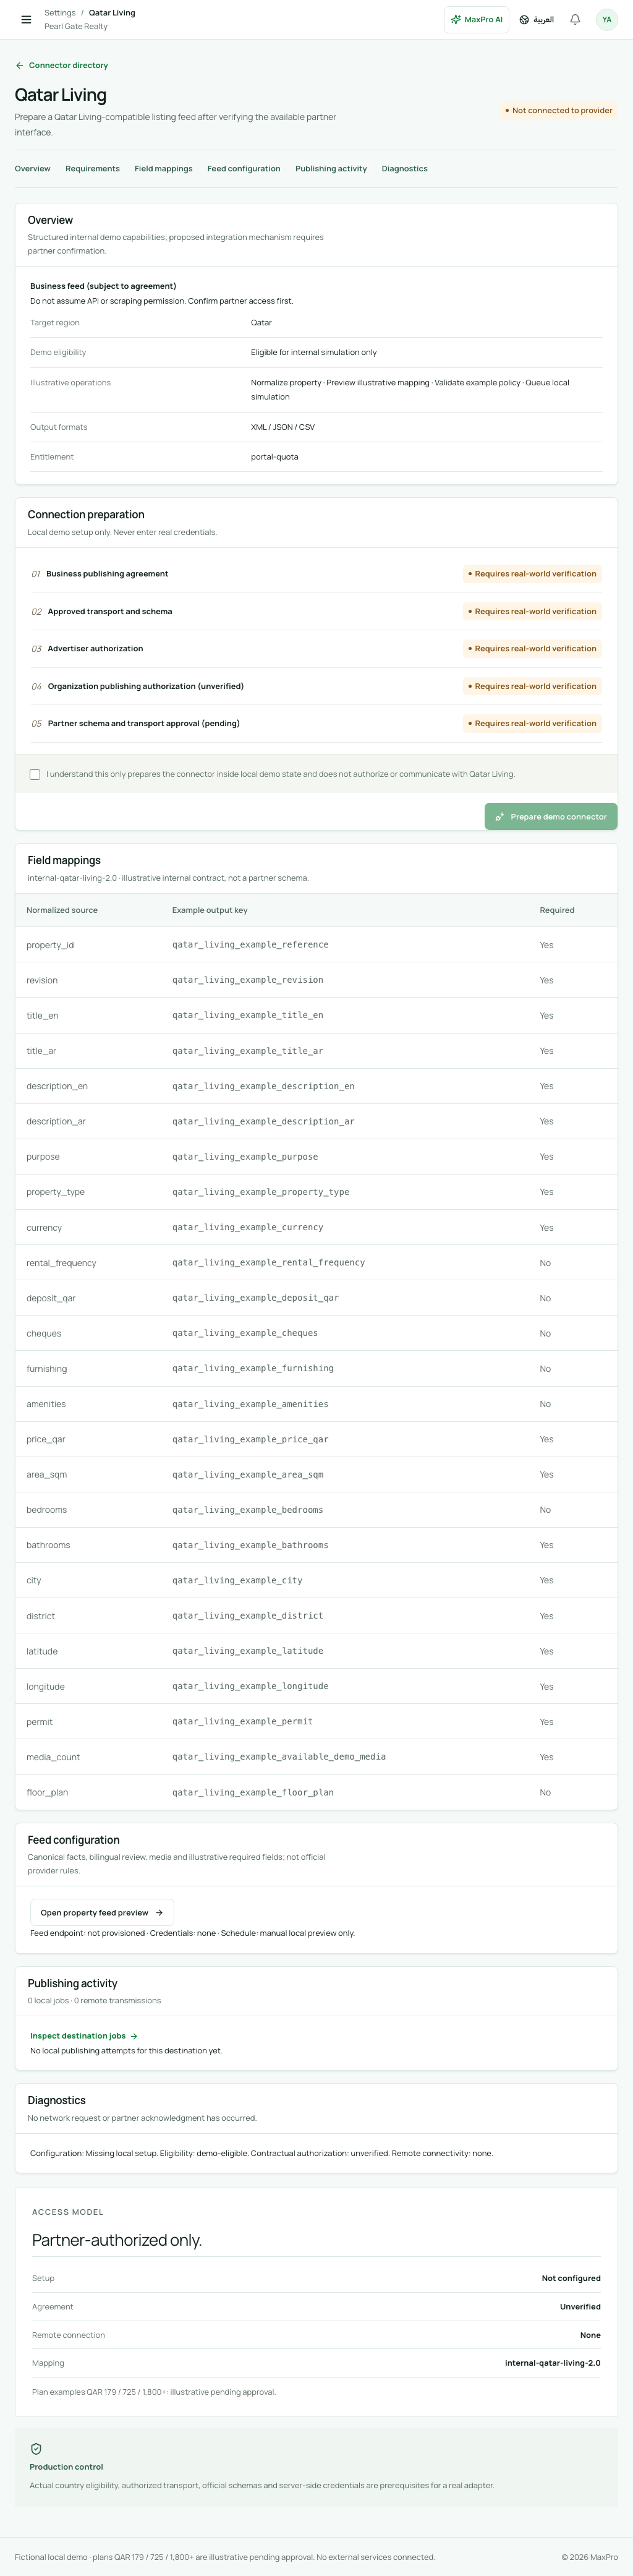 Settings / Qatar Living
Pearl Gate Realty
MaxPro AI
العربية
YA
Connector directory
Qatar Living
Prepare a Qatar Living-compatible listing feed after verifying the available partner
interface.
Not connected to provider
Overview Requirements Field mappings Feed configuration Publishing activity Diagnostics
Overview
Structured internal demo capabilities; proposed integration mechanism requires
partner confirmation.
Business feed (subject to agreement)
Do not assume API or scraping permission. Confirm partner access first.
Target region Qatar
Demo eligibility Eligible for internal simulation only
Illustrative operations Normalize property · Preview illustrative mapping · Validate example policy · Queue local
simulation
Output formats XML / JSON / CSV
Entitlement portal-quota
Connection preparation
Local demo setup only. Never enter real credentials.
01 Business publishing agreement Requires real-world verification
02 Approved transport and schema Requires real-world verification
03 Advertiser authorization Requires real-world verification
04 Organization publishing authorization (unverified) Requires real-world verification
05 Partner schema and transport approval (pending) Requires real-world verification
I understand this only prepares the connector inside local demo state and does not authorize or communicate with Qatar Living.
Prepare demo connector
Field mappings
internal-qatar-living-2.0 · illustrative internal contract, not a partner schema.
Normalized source Example output key Required
property_id qatar_living_example_reference Yes
revision qatar_living_example_revision Yes
title_en qatar_living_example_title_en Yes
title_ar qatar_living_example_title_ar Yes
description_en qatar_living_example_description_en Yes
description_ar qatar_living_example_description_ar Yes
purpose qatar_living_example_purpose Yes
property_type qatar_living_example_property_type Yes
currency qatar_living_example_currency Yes
rental_frequency qatar_living_example_rental_frequency No
deposit_qar qatar_living_example_deposit_qar No
cheques qatar_living_example_cheques No
furnishing qatar_living_example_furnishing No
amenities qatar_living_example_amenities No
price_qar qatar_living_example_price_qar Yes
area_sqm qatar_living_example_area_sqm Yes
bedrooms qatar_living_example_bedrooms No
bathrooms qatar_living_example_bathrooms Yes
city qatar_living_example_city Yes
district qatar_living_example_district Yes
latitude qatar_living_example_latitude Yes
longitude qatar_living_example_longitude Yes
permit qatar_living_example_permit Yes
media_count qatar_living_example_available_demo_media Yes
floor_plan qatar_living_example_floor_plan No
Feed configuration
Canonical facts, bilingual review, media and illustrative required fields; not official
provider rules.
Open property feed preview
Feed endpoint: not provisioned · Credentials: none · Schedule: manual local preview only.
Publishing activity
0 local jobs · 0 remote transmissions
Inspect destination jobs
No local publishing attempts for this destination yet.
Diagnostics
No network request or partner acknowledgment has occurred.
Configuration: Missing local setup. Eligibility: demo-eligible. Contractual authorization: unverified. Remote connectivity: none.
ACCESS MODEL
Partner-authorized only.
Setup Not configured
Agreement Unverified
Remote connection None
Mapping internal-qatar-living-2.0
Plan examples QAR 179 / 725 / 1,800+: illustrative pending approval.
Production control
Actual country eligibility, authorized transport, official schemas and server-side credentials are prerequisites for a real adapter.
Fictional local demo · plans QAR 179 / 725 / 1,800+ are illustrative pending approval. No external services connected.
© 2026 MaxPro